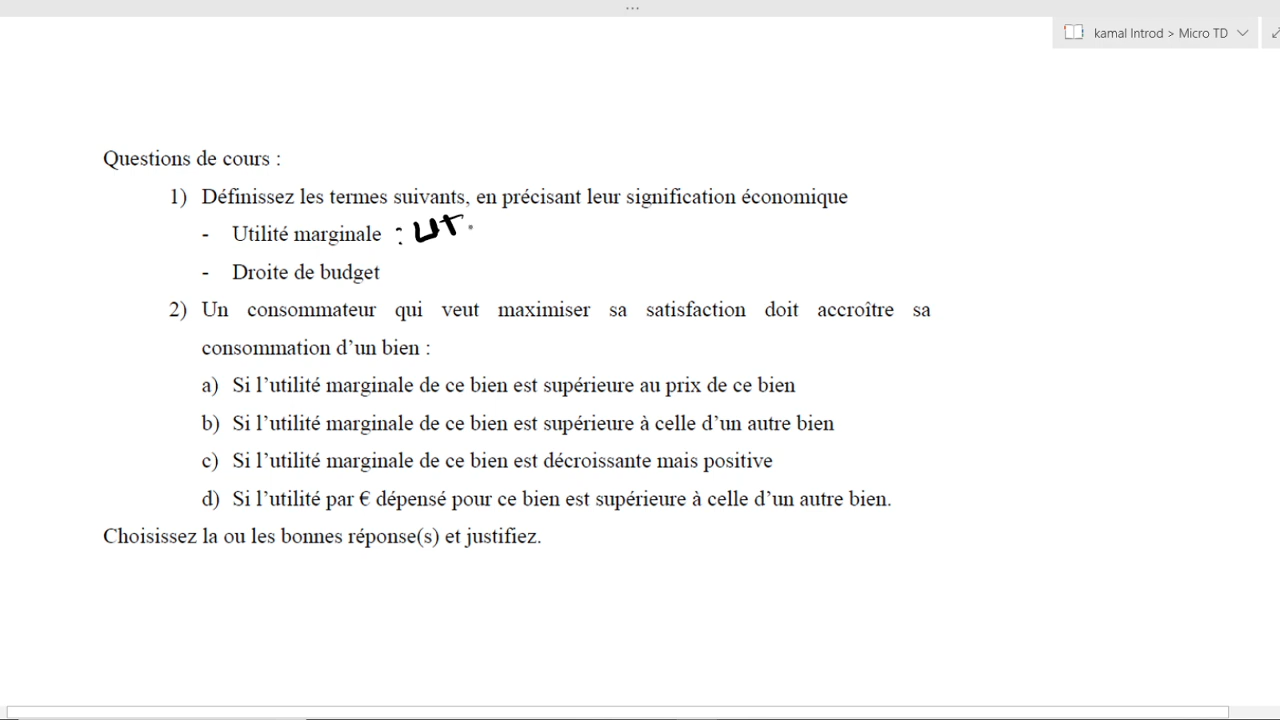 ...
kamal Introd > Micro TD
Questions de cours :
1) Définissez les termes suivants, en précisant leur signification économique
- Utilité marginale : UT
- Droite de budget
2) Un consommateur qui veut maximiser sa satisfaction doit accroître sa
consommation d’un bien :
a) Si l’utilité marginale de ce bien est supérieure au prix de ce bien
b) Si l’utilité marginale de ce bien est supérieure à celle d’un autre bien
c) Si l’utilité marginale de ce bien est décroissante mais positive
d) Si l’utilité par € dépensé pour ce bien est supérieure à celle d’un autre bien.
Choisissez la ou les bonnes réponse(s) et justifiez.